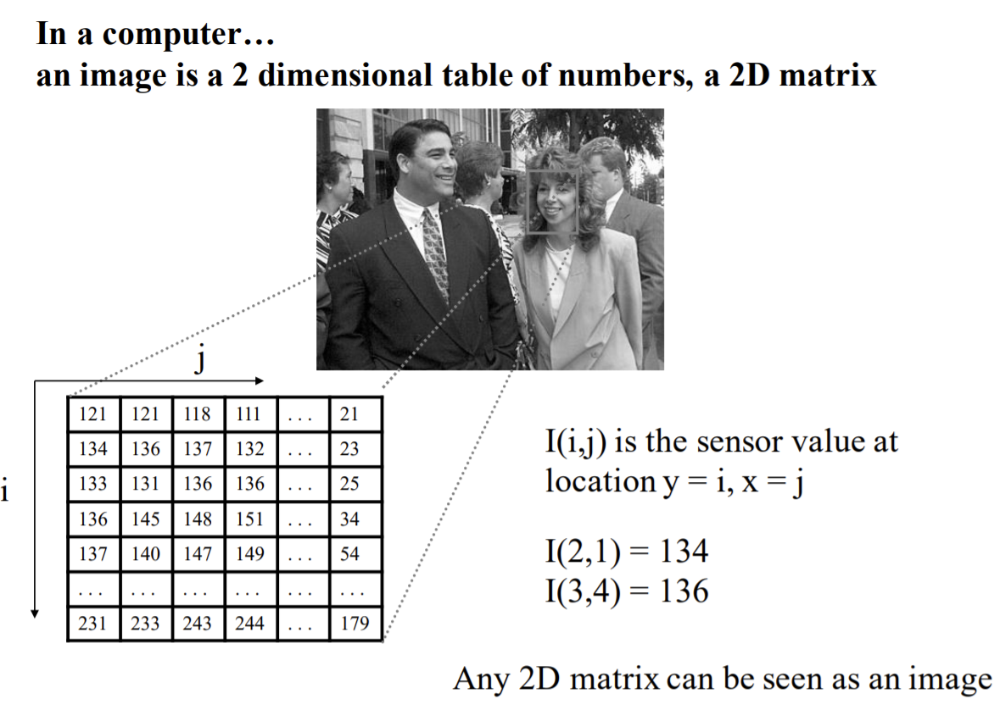 In a computer…
an image is a 2 dimensional table of numbers, a 2D matrix
j
i
121 121 118 111 ... 21
134 136 137 132 ... 23
133 131 136 136 ... 25
136 145 148 151 ... 34
137 140 147 149 ... 54
... ... ... ... ... ...
231 233 243 244 ... 179
I(i,j) is the sensor value at
location y = i, x = j
I(2,1) = 134
I(3,4) = 136
Any 2D matrix can be seen as an image